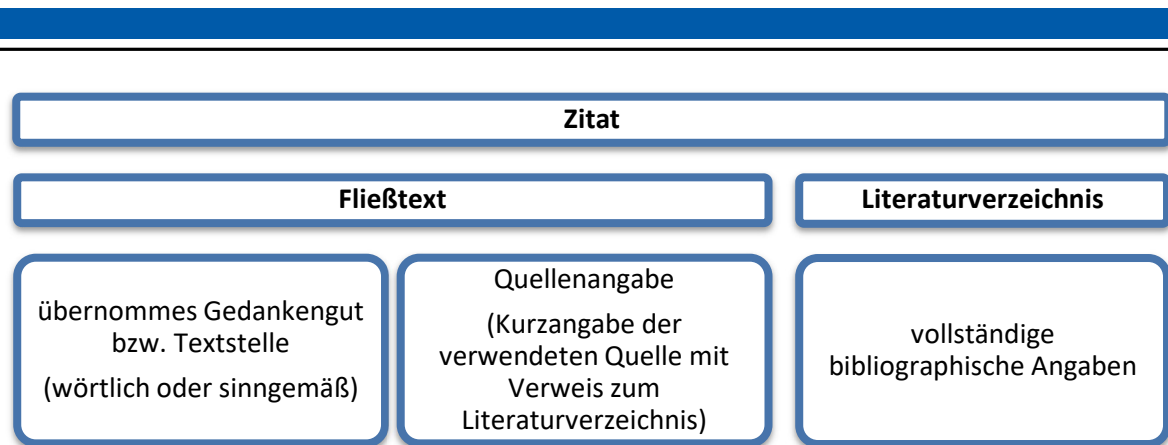 Zitat
Fließtext
Literaturverzeichnis
übernommes Gedankengut
bzw. Textstelle
(wörtlich oder sinngemäß)
Quellenangabe
(Kurzangabe der
verwendeten Quelle mit
Verweis zum
Literaturverzeichnis)
vollständige
bibliographische Angaben